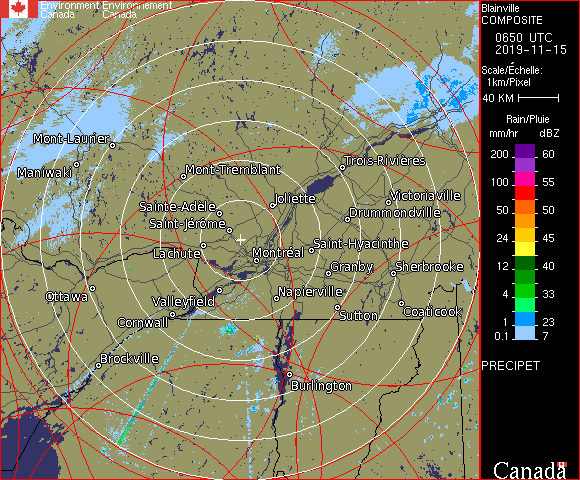 Environment Environnement
Canada Canada
Blainville
COMPOSITE
0650 UTC
2019-11-15
Scale/Échelle:
1km/Pixel
40 KM
Rain/Pluie
mm/hr dBZ
200 60
100 55
50 50
24 45
12 40
4 33
1 23
0.1 7
PRECIPET
Canada
Mont-Laurier
Maniwaki
Mont-Tremblant
Trois-Rivières
Sainte-Adèle
Joliette
Victoriaville
Saint-Jérôme
Drummondville
Lachute
Montréal
Saint-Hyacinthe
Granby
Sherbrooke
Ottawa
Valleyfield
Napierville
Cornwall
Sutton
Coaticook
Brockville
Burlington